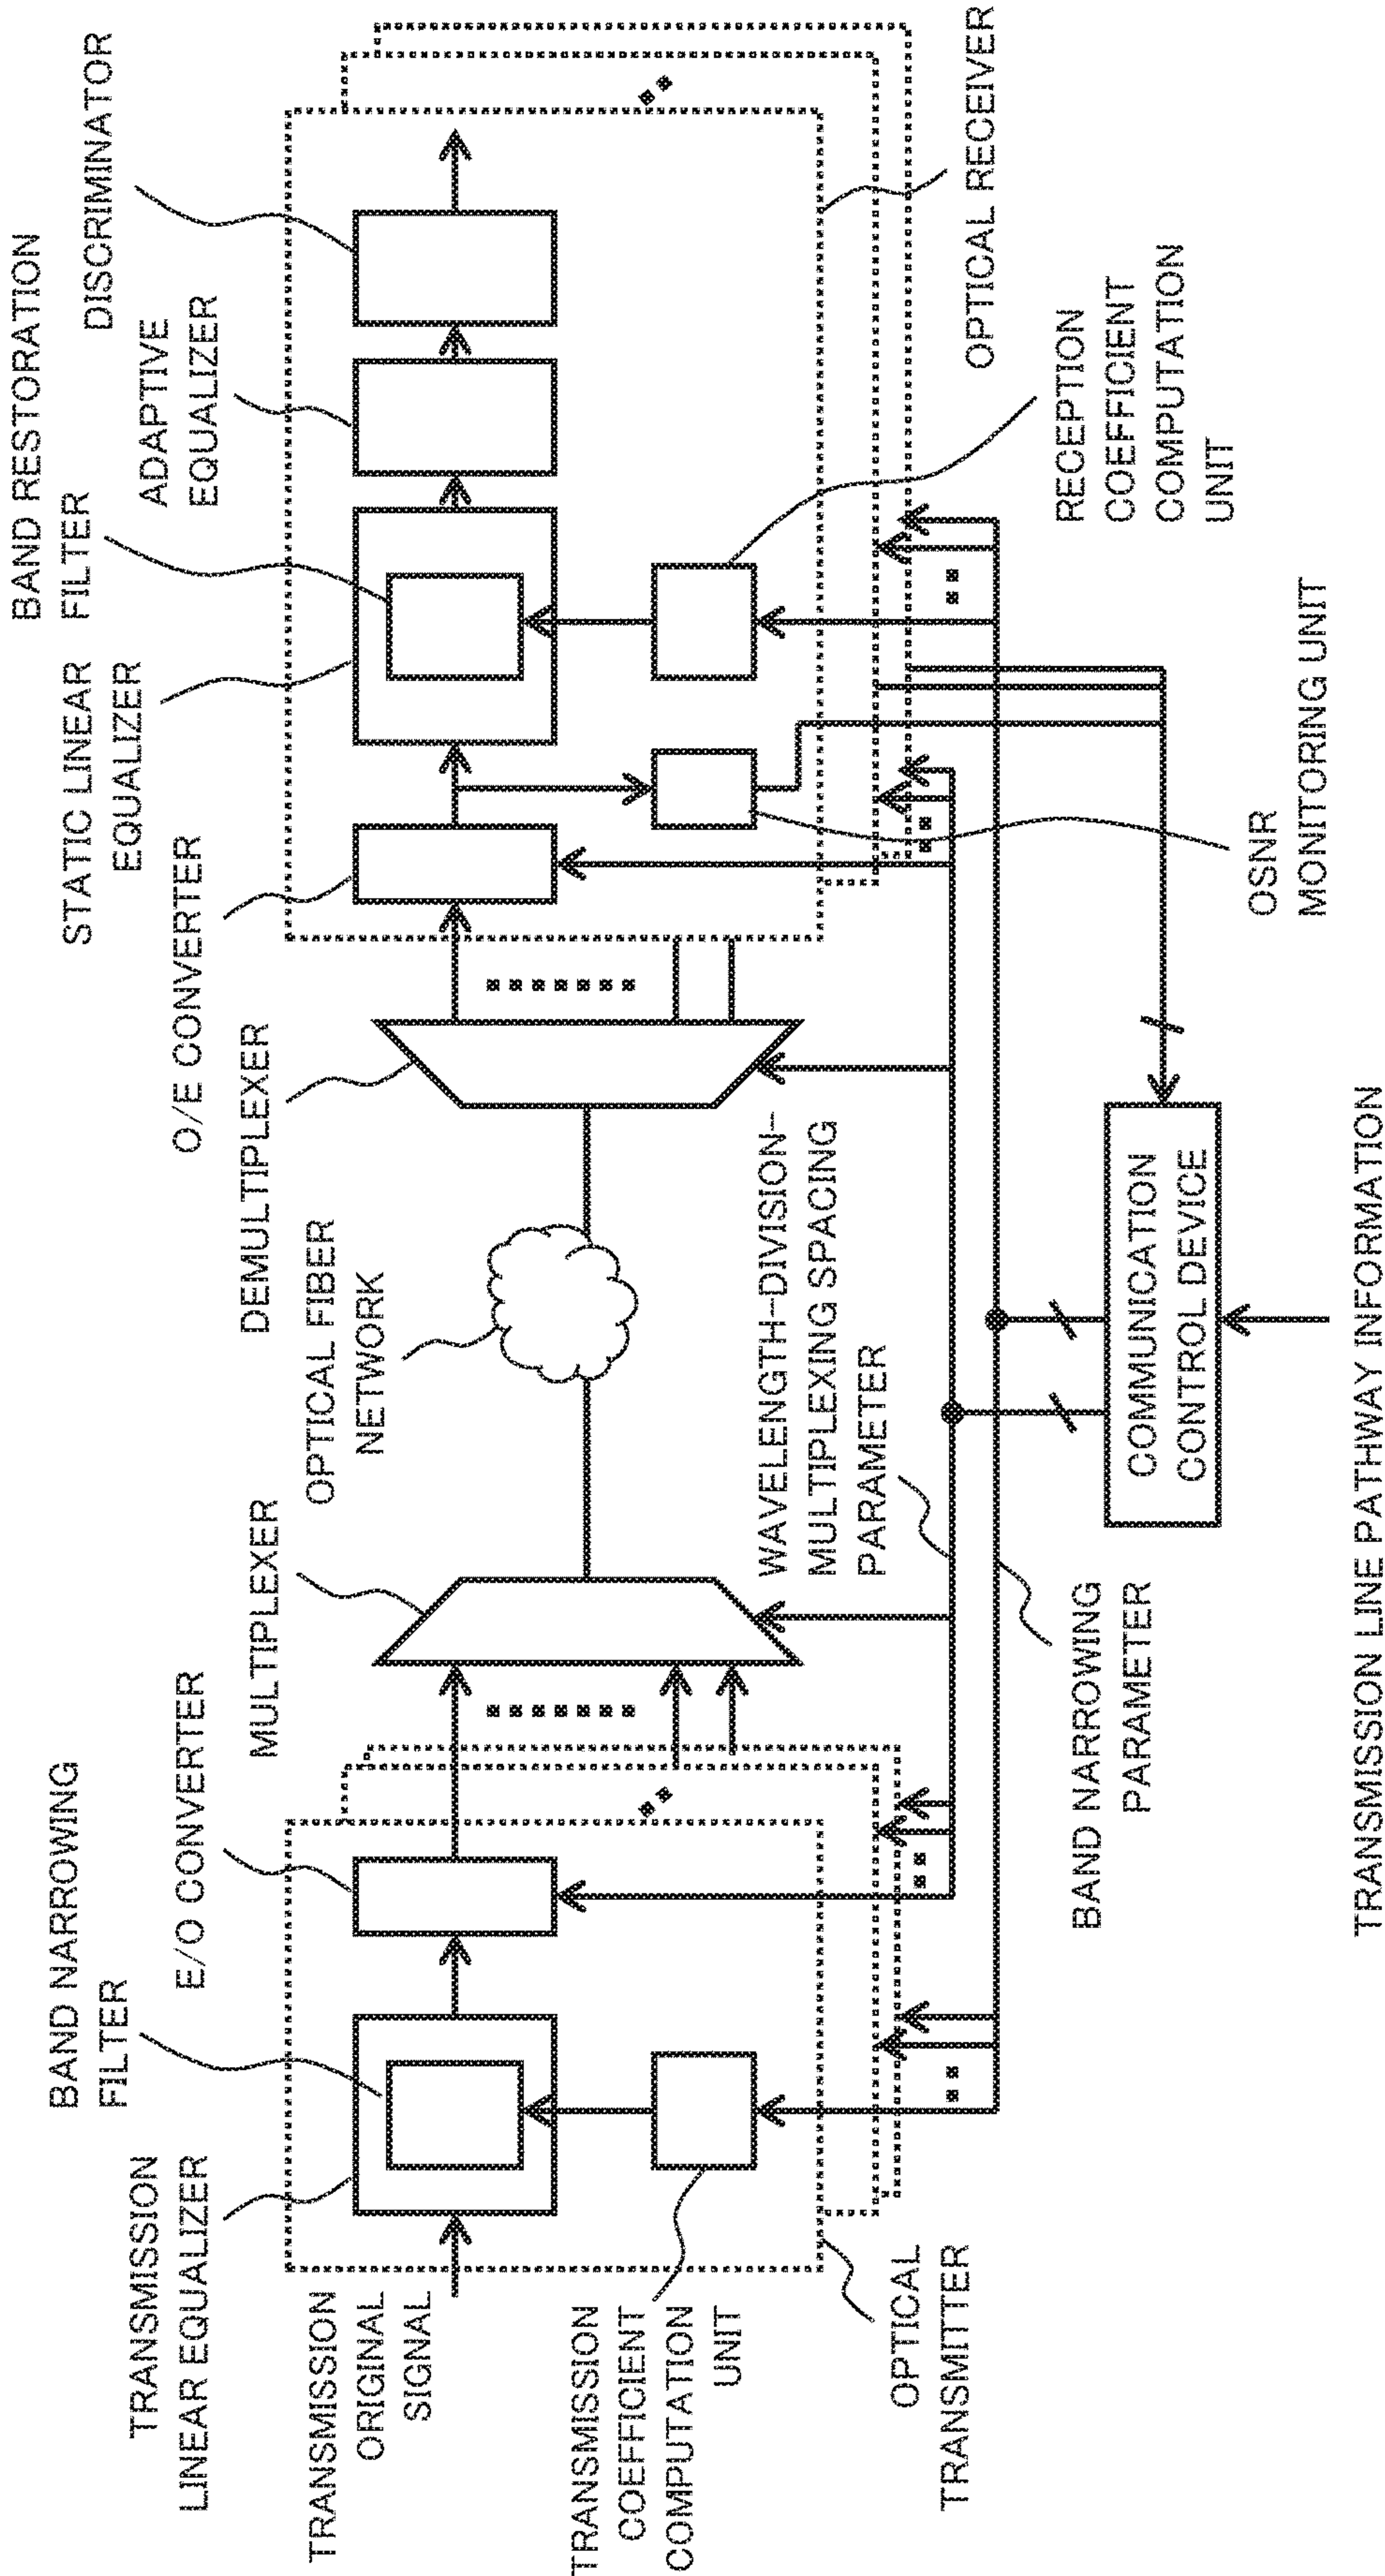 TRANSMISSION
LINEAR EQUALIZER
BAND NARROWING
FILTER
E/O CONVERTER
MULTIPLEXER
OPTICAL FIBER
NETWORK
DEMULTIPLEXER
O/E CONVERTER
STATIC LINEAR
EQUALIZER
BAND RESTORATION
FILTER
ADAPTIVE
EQUALIZER
DISCRIMINATOR
TRANSMISSION
ORIGINAL
SIGNAL
TRANSMISSION
COEFFICIENT
COMPUTATION
UNIT
OPTICAL
TRANSMITTER
WAVELENGTH-DIVISION-
MULTIPLEXING SPACING
PARAMETER
BAND NARROWING
PARAMETER
COMMUNICATION
CONTROL DEVICE
TRANSMISSION LINE PATHWAY INFORMATION
OSNR
MONITORING UNIT
RECEPTION
COEFFICIENT
COMPUTATION
UNIT
OPTICAL RECEIVER